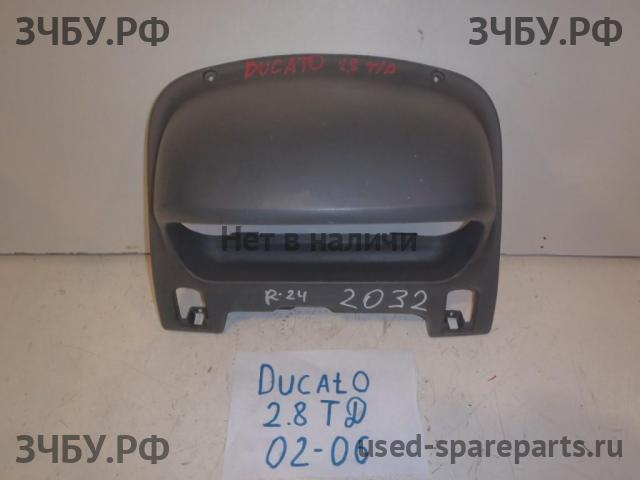 ЗЧБУ.РФ
ЗЧБУ.РФ
DUCATO 2.8 T/D
Нет в наличии
R-24 2032
DUCATO
2.8 TD
02-06
ЗЧБУ.РФ
used-spareparts.ru